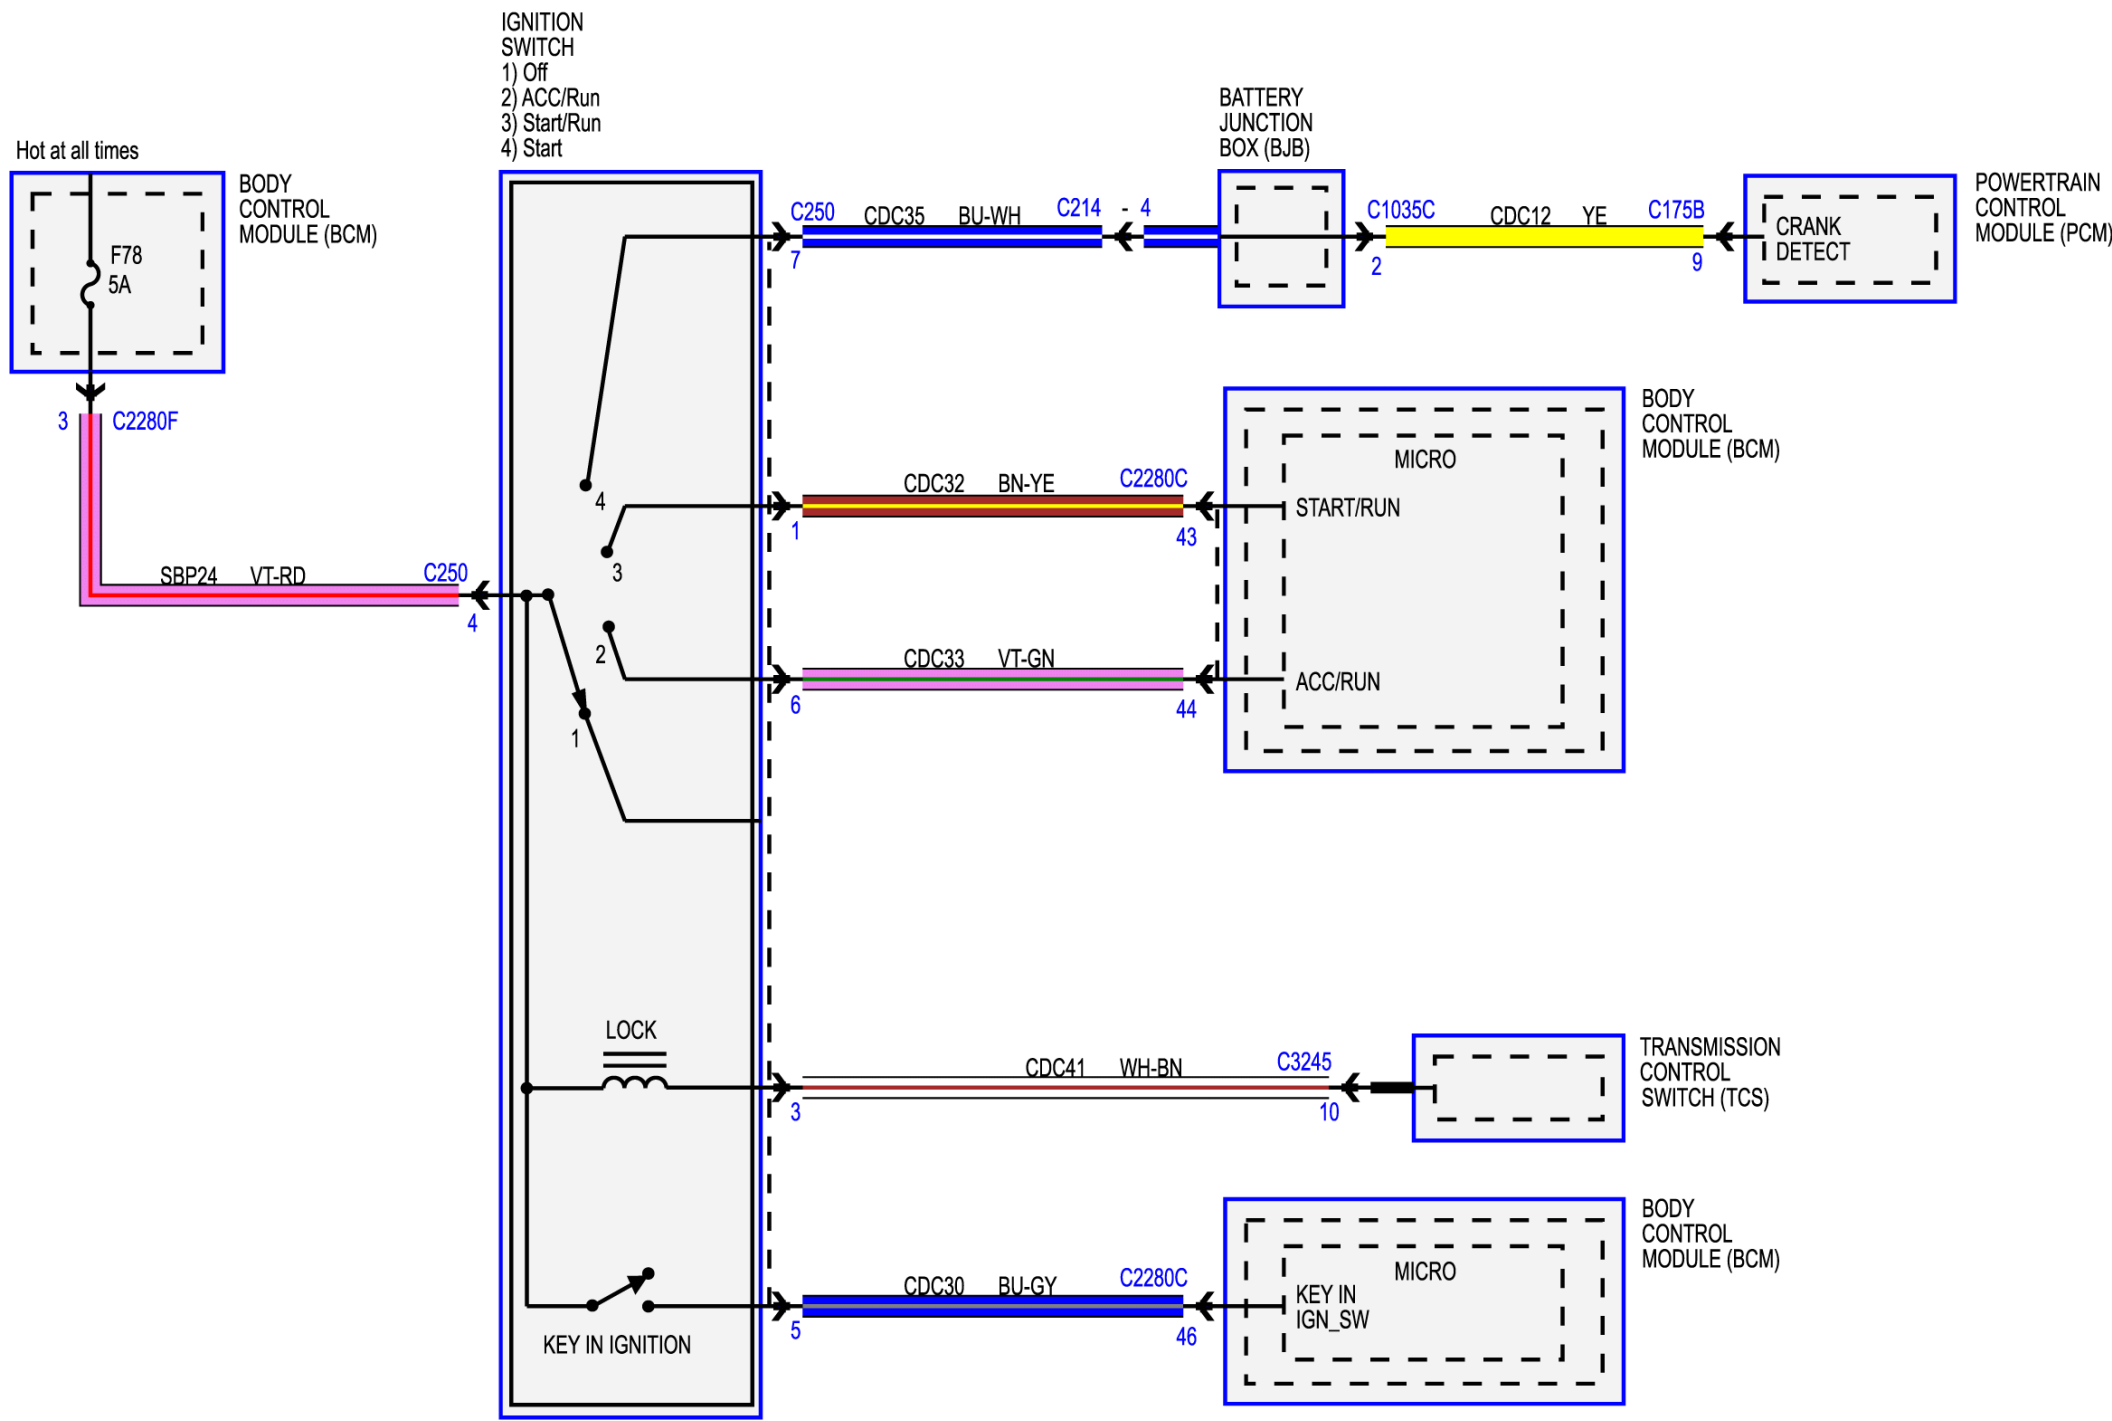 IGNITION
SWITCH
1) Off
2) ACC/Run
3) Start/Run
4) Start
Hot at all times
BODY
CONTROL
MODULE (BCM)
F78
5A
3 C2280F
SBP24 VT-RD C250
4
4
3
2
1
LOCK
KEY IN IGNITION
C250 CDC35 BU-WH C214 - 4
7
BATTERY
JUNCTION
BOX (BJB)
C1035C CDC12 YE C175B
2 9
CRANK
DETECT
POWERTRAIN
CONTROL
MODULE (PCM)
CDC32 BN-YE C2280C
1 43
CDC33 VT-GN
6 44
MICRO
START/RUN
ACC/RUN
BODY
CONTROL
MODULE (BCM)
CDC41 WH-BN C3245
3 10
TRANSMISSION
CONTROL
SWITCH (TCS)
CDC30 BU-GY C2280C
5 46
MICRO
KEY IN
IGN_SW
BODY
CONTROL
MODULE (BCM)